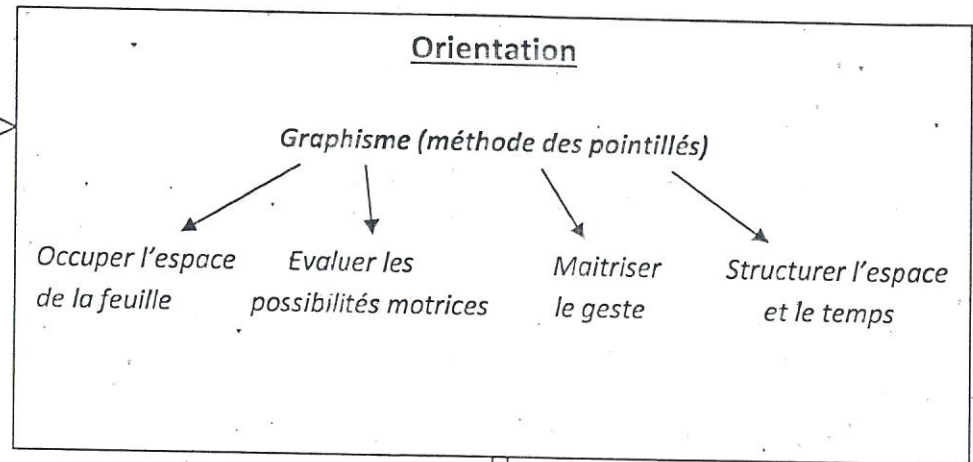 Orientation
Graphisme (méthode des pointillés)
Occuper l'espace
de la feuille
Evaluer les
possibilités motrices
Maitriser
le geste
Structurer l'espace
et le temps